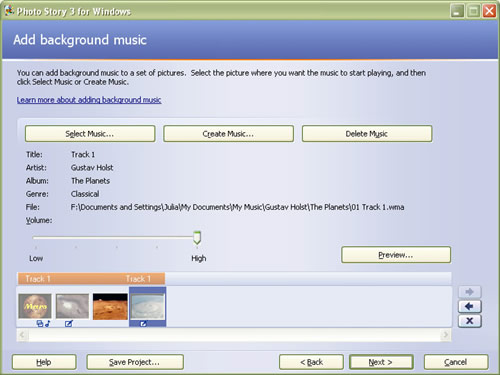 Photo Story 3 for Windows
Add background music
You can add background music to a set of pictures. Select the picture where you want the music to start playing, and then
click Select Music or Create Music.
Learn more about adding background music
Select Music...
Create Music...
Delete Music
Title: Track 1
Artist: Gustav Holst
Album: The Planets
Genre: Classical
File: F:\Documents and Settings\Julia\My Documents\My Music\Gustav Holst\The Planets\01 Track 1.wma
Volume:
Low
High
Preview...
Track 1
Track 1
Help
Save Project...
< Back
Next >
Cancel